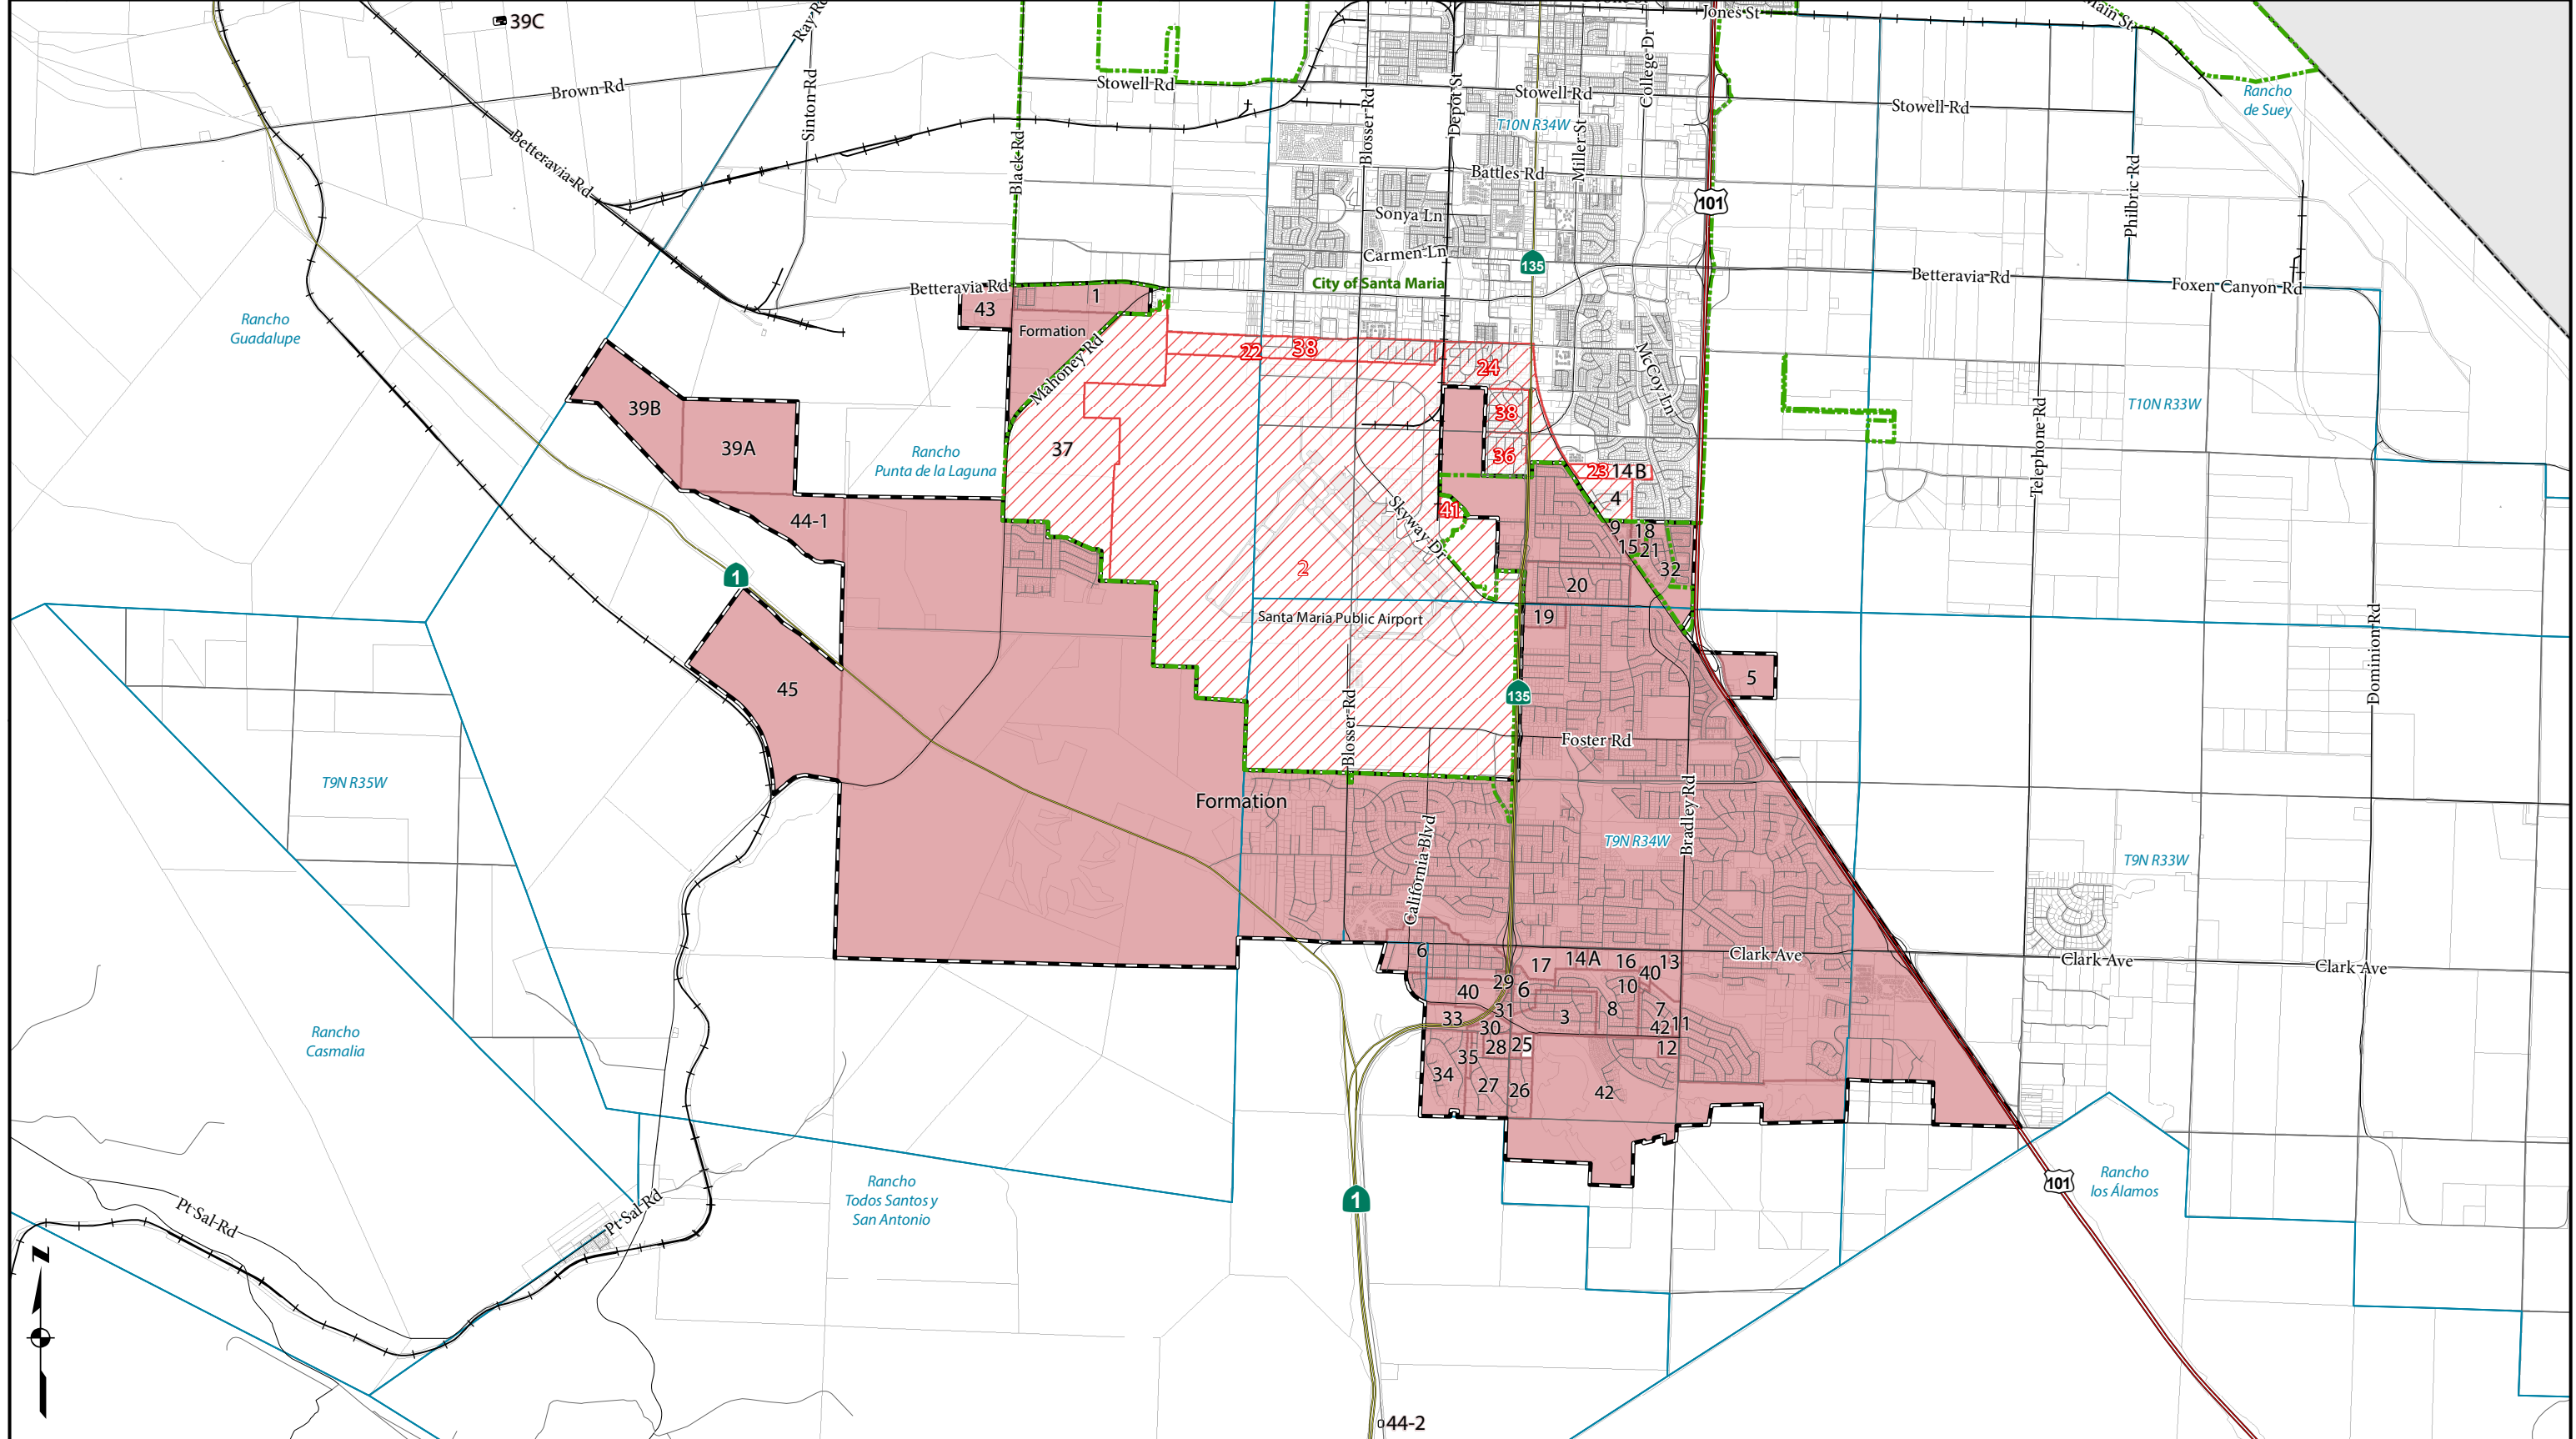 39C
Ray Rd
Jones St
Main St
Brown Rd
Stowell Rd
Stowell Rd
Stowell Rd
Rancho
de Suey
Betteravia Rd
Sinton Rd
Black Rd
Blosser Rd
Depot St
College Dr
Miller St
T10N R34W
Battles Rd
Philbric Rd
101
Sonya Ln
Carmen Ln
135
City of Santa Maria
Betteravia Rd
Betteravia Rd
Foxen Canyon Rd
43
1
Rancho
Guadalupe
Formation
Mahoney Rd
22
38
24
McCoy Ln
39B
39A
Rancho
Punta de la Laguna
37
38
36
T10N R33W
Telephone Rd
23
14B
4
44-1
41
Skyway Dr
9
18
15
21
32
1
2
20
Santa Maria Public Airport
19
45
135
5
Dominion Rd
Blosser Rd
Foster Rd
T9N R35W
Formation
California Blvd
Bradley Rd
T9N R34W
T9N R33W
6
17
14A
16
13
40
Clark Ave
Clark Ave
Clark Ave
40
29
6
10
33
31
30
3
8
7
42
11
Rancho
Casmalia
35
28
25
12
34
27
26
42
Rancho
Todos Santos y
San Antonio
Pt Sal Rd
Pt Sal Rd
1
101
Rancho
los Álamos
N
44-2